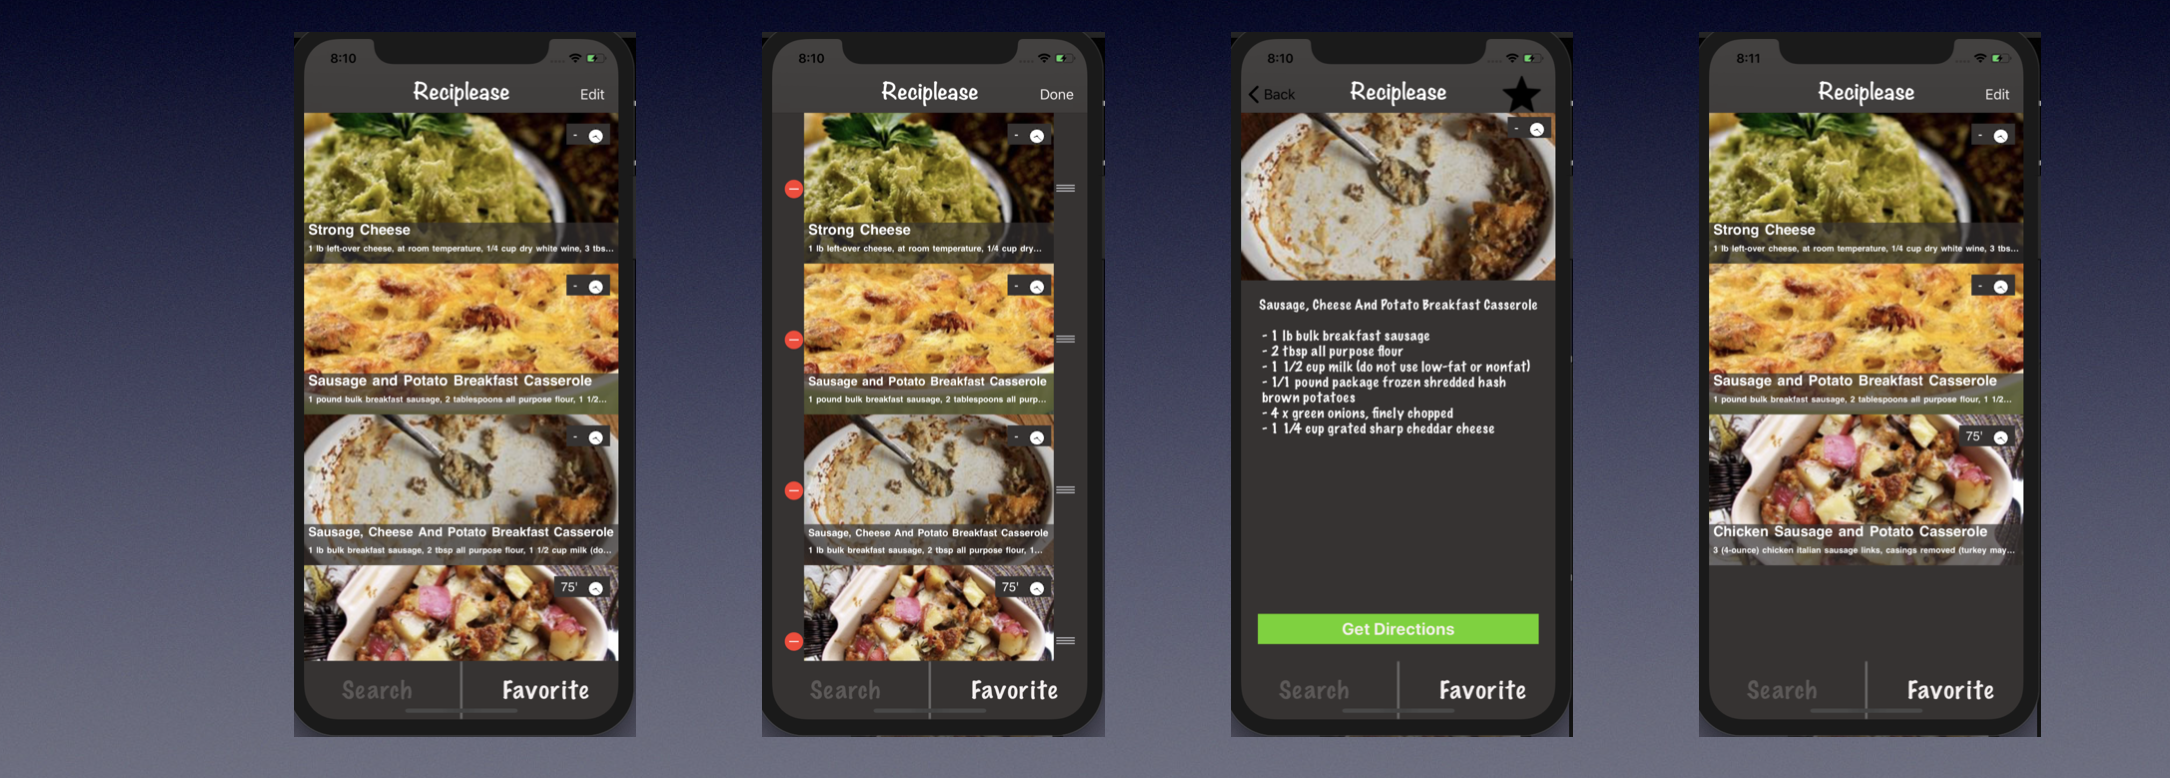 8:10
Reciplease
Edit
-
Strong Cheese
1 lb left-over cheese, at room temperature, 1/4 cup dry white wine, 3 tbs...
-
Sausage and Potato Breakfast Casserole
1 pound bulk breakfast sausage, 2 tablespoons all purpose flour, 1 1/2...
-
Sausage, Cheese And Potato Breakfast Casserole
1 lb bulk breakfast sausage, 2 tbsp all purpose flour, 1 1/2 cup milk (do...
75'
Search
Favorite
8:10
Reciplease
Done
-
Strong Cheese
1 lb left-over cheese, at room temperature, 1/4 cup dry...
-
Sausage and Potato Breakfast Casserole
1 pound bulk breakfast sausage, 2 tablespoons all purp...
-
Sausage, Cheese And Potato Breakfast Casserole
1 lb bulk breakfast sausage, 2 tbsp all purpose flour, 1...
75'
Search
Favorite
8:10
Back
Reciplease
-
Sausage, Cheese And Potato Breakfast Casserole
- 1 lb bulk breakfast sausage
- 2 tbsp all purpose flour
- 1 1/2 cup milk (do not use low-fat or nonfat)
- 1/1 pound package frozen shredded hash
brown potatoes
- 4 x green onions, finely chopped
- 1 1/4 cup grated sharp cheddar cheese
Get Directions
Search
Favorite
8:11
Reciplease
Edit
-
Strong Cheese
1 lb left-over cheese, at room temperature, 1/4 cup dry white wine, 3 tbs...
-
Sausage and Potato Breakfast Casserole
1 pound bulk breakfast sausage, 2 tablespoons all purpose flour, 1 1/2...
75'
Chicken Sausage and Potato Casserole
3 (4-ounce) chicken italian sausage links, casings removed (turkey may...
Search
Favorite